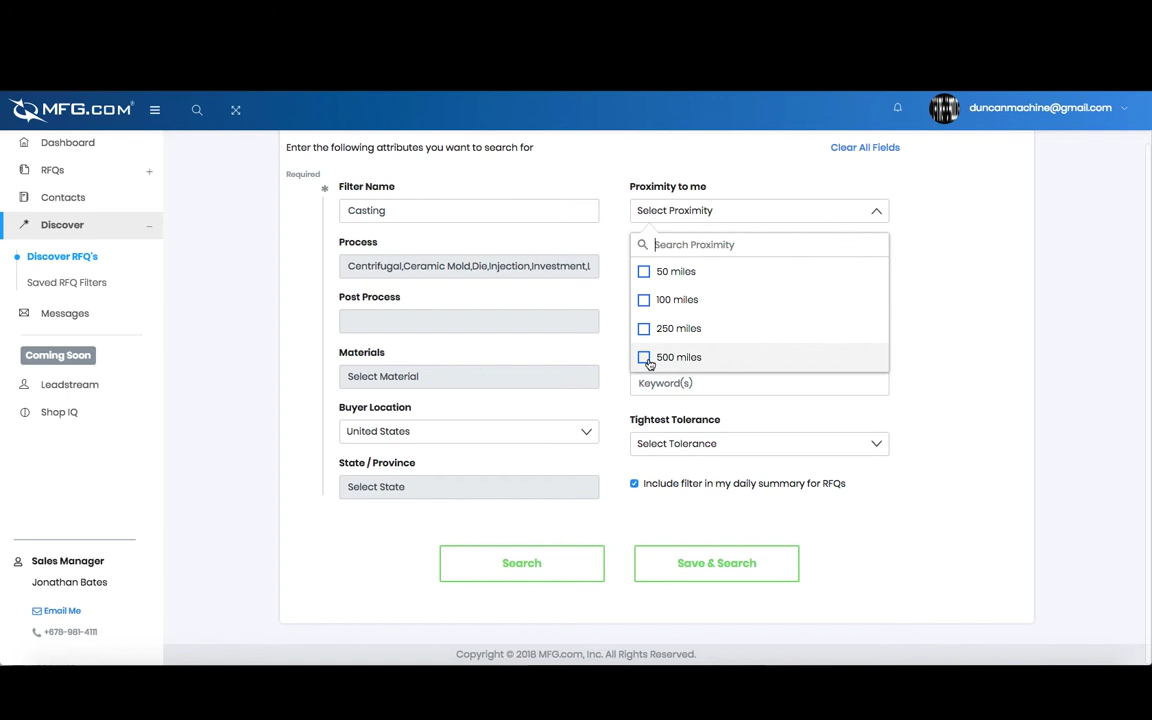 MFG.COM®
duncanmachine@gmail.com
Dashboard
RFQs
Contacts
Discover
Discover RFQ's
Saved RFQ Filters
Messages
Coming Soon
Leadstream
Shop IQ
Sales Manager
Jonathan Bates
Email Me
+678-981-4111
Enter the following attributes you want to search for
Clear All Fields
Required
*
Filter Name
Casting
Process
Centrifugal,Ceramic Mold,Die,Injection,Investment,L
Post Process
Materials
Select Material
Buyer Location
United States
State / Province
Select State
Proximity to me
Select Proximity
Search Proximity
50 miles
100 miles
250 miles
500 miles
Keyword(s)
Tightest Tolerance
Select Tolerance
Include filter in my daily summary for RFQs
Search
Save & Search
Copyright © 2018 MFG.com, Inc. All Rights Reserved.